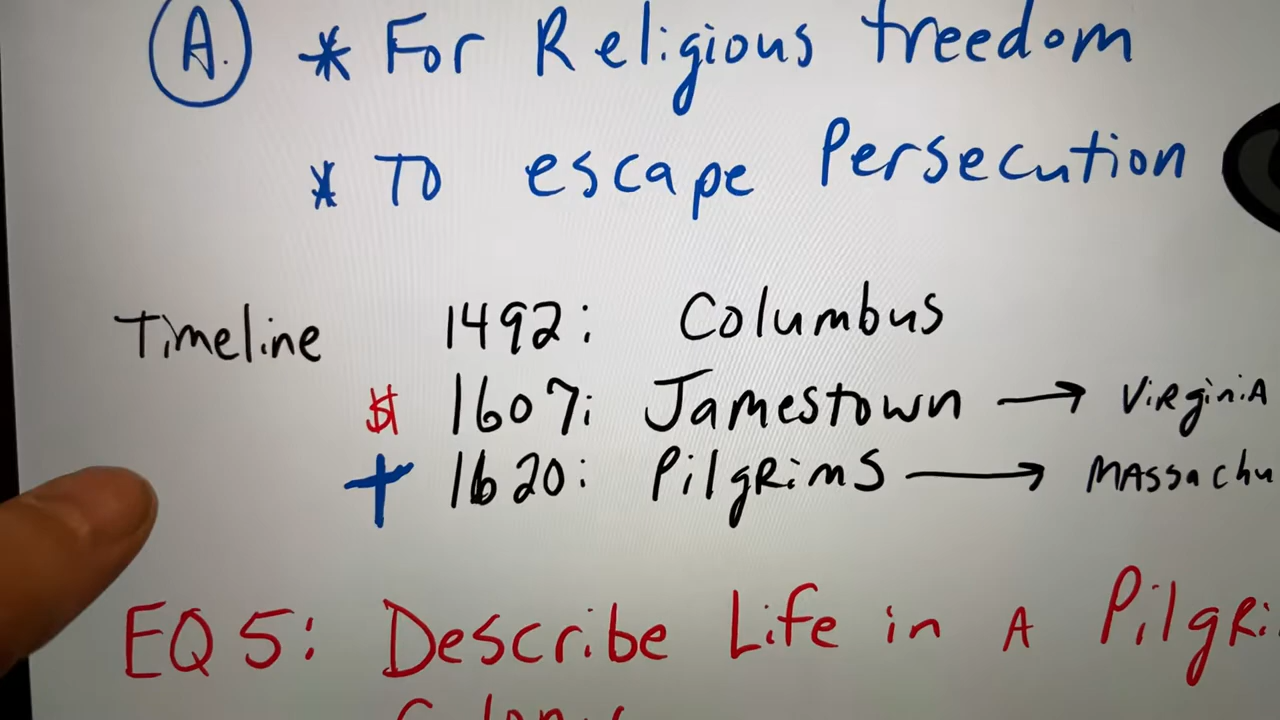 A. * For Religious freedom
* To escape Persecution
Timeline 1492: Columbus
$ 1607: Jamestown → Virginia
+ 1620: Pilgrims → Massachu
EQ 5: Describe Life in A Pilgri